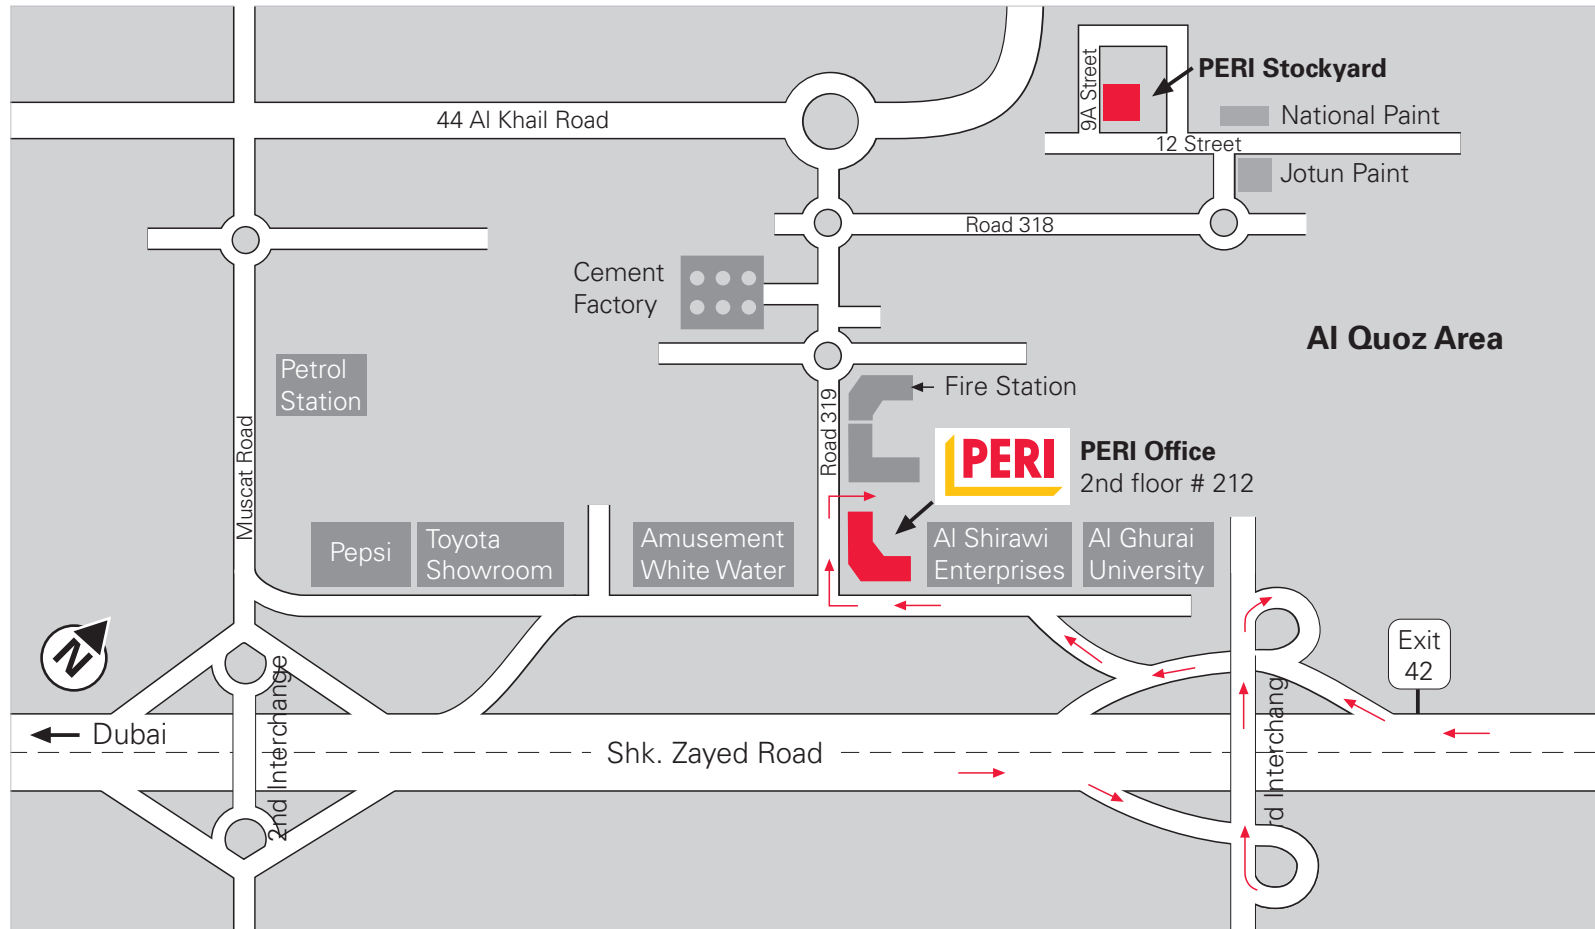 44 Al Khail Road
9A Street
PERI Stockyard
National Paint
12 Street
Jotun Paint
Road 318
Cement
Factory
Al Quoz Area
Petrol
Station
Fire Station
Road 319
Muscat Road
PERI
PERI Office
2nd floor # 212
Pepsi
Toyota
Showroom
Amusement
White Water
Al Shirawi
Enterprises
Al Ghurai
University
N
Exit
42
2nd Interchange
rd Interchang
Dubai
Shk. Zayed Road